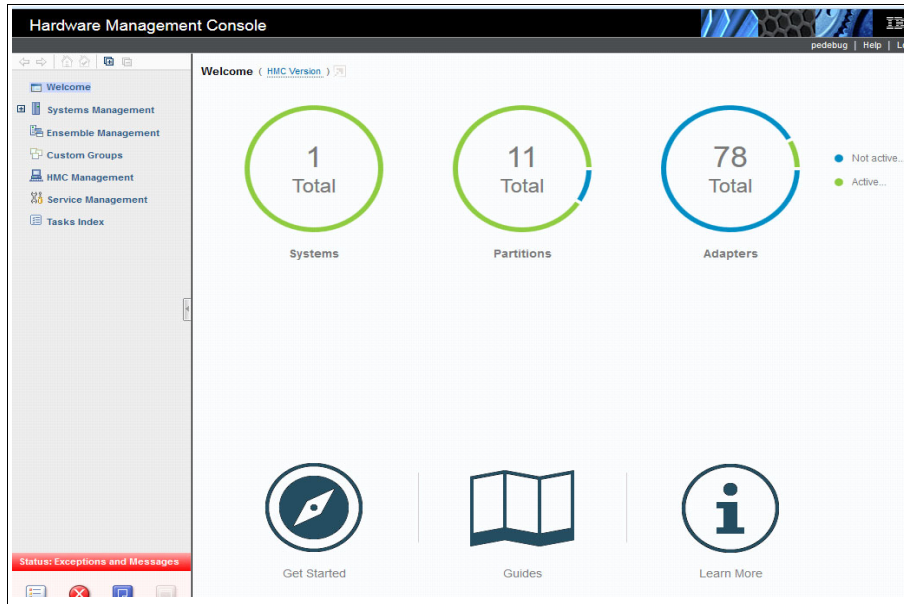 Hardware Management Console
IBM
pedebug | Help |
Welcome ( HMC Version )
Welcome
Systems Management
Ensemble Management
Custom Groups
HMC Management
Service Management
Tasks Index
1
Total
Systems
11
Total
Partitions
78
Total
Adapters
Not active...
Active...
Get Started
Guides
Learn More
Status: Exceptions and Messages